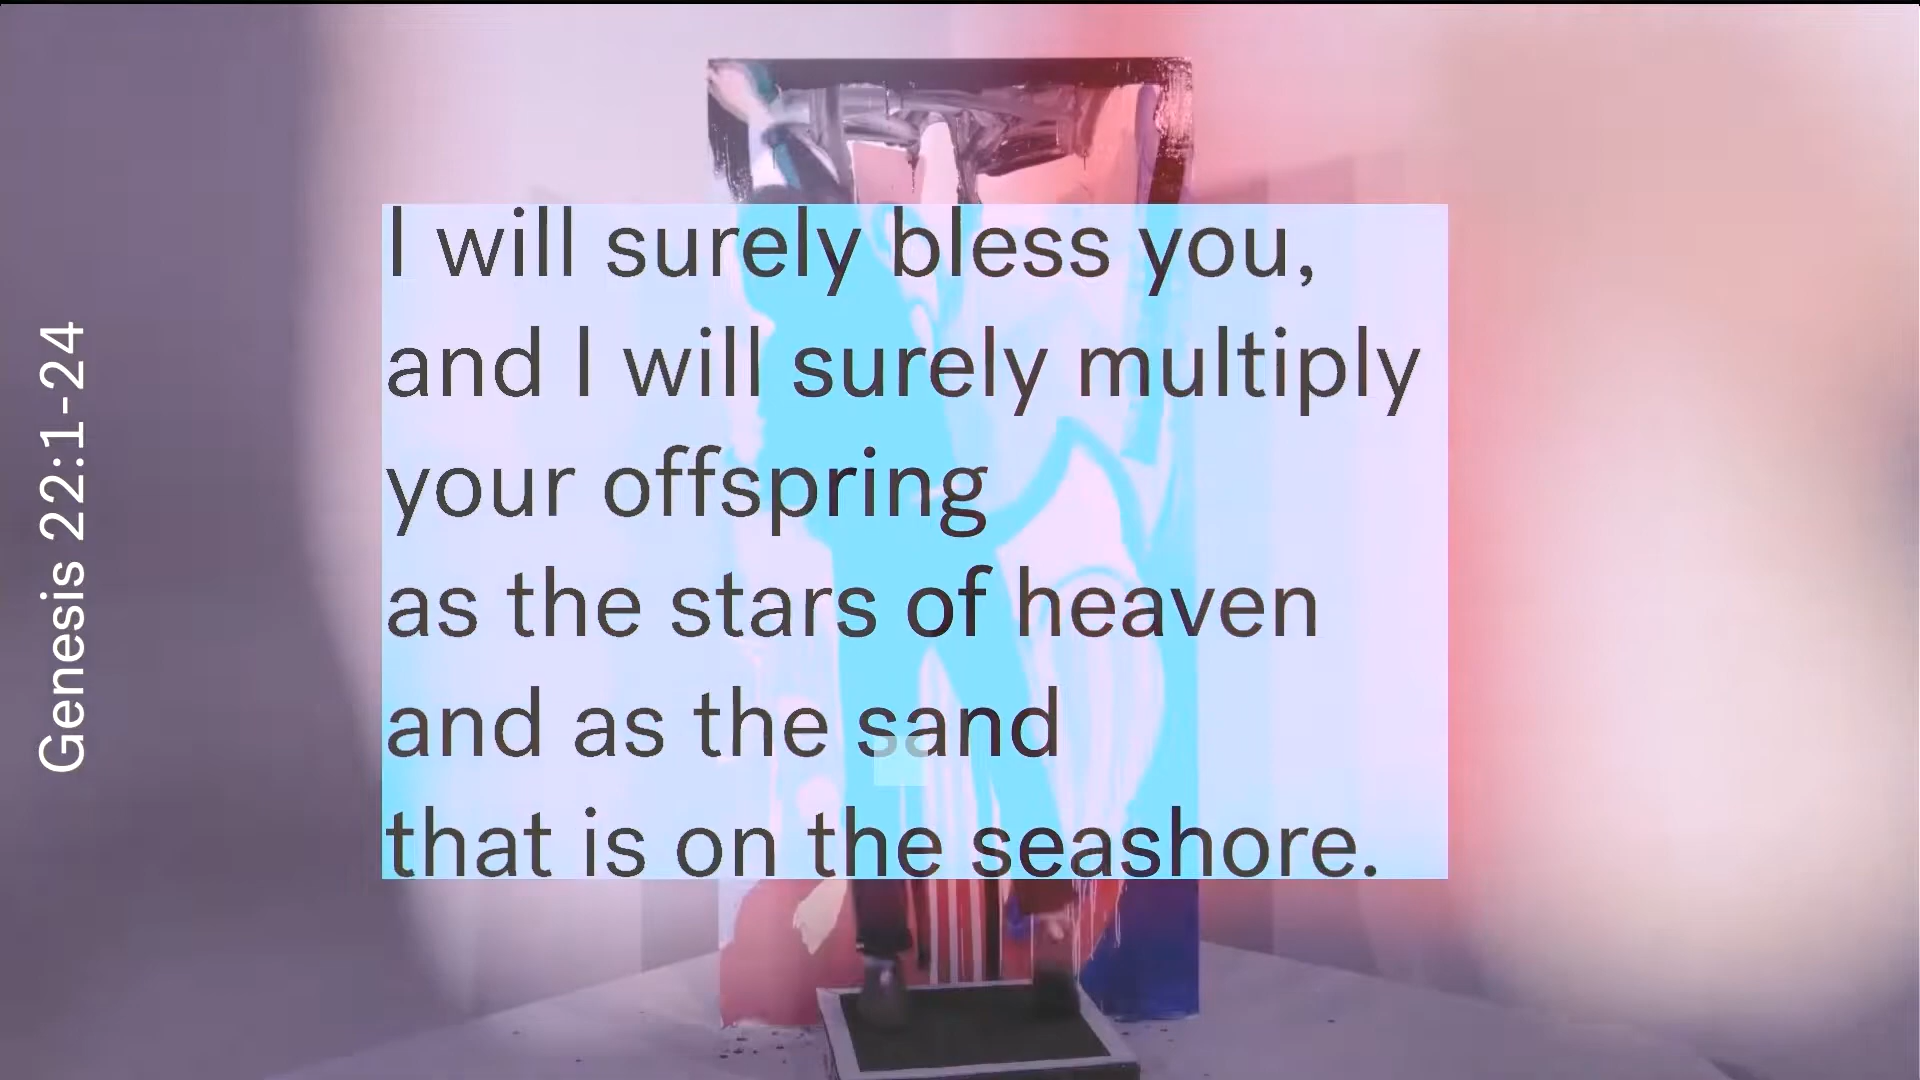 Genesis 22:1-24
I will surely bless you,
and I will surely multiply
your offspring
as the stars of heaven
and as the sand
that is on the seashore.